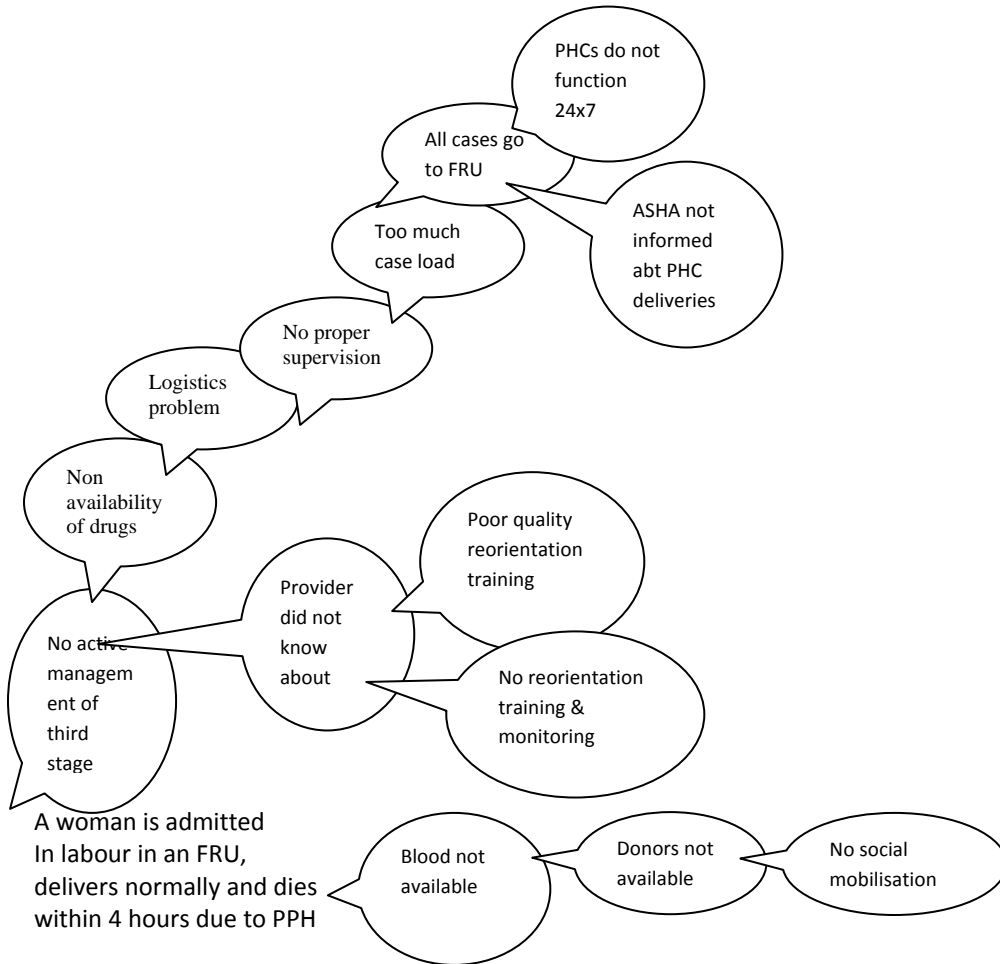 PHCs do not
function
24x7
All cases go
to FRU
ASHA not
informed
abt PHC
deliveries
Too much
case load
No proper
supervision
Logistics
problem
Non
availability
of drugs
Poor quality
reorientation
training
Provider
did not
know
about
No active
managem
ent of
third
stage
No reorientation
training &
monitoring
A woman is admitted
In labour in an FRU,
delivers normally and dies
within 4 hours due to PPH
Blood not
available
Donors not
available
No social
mobilisation